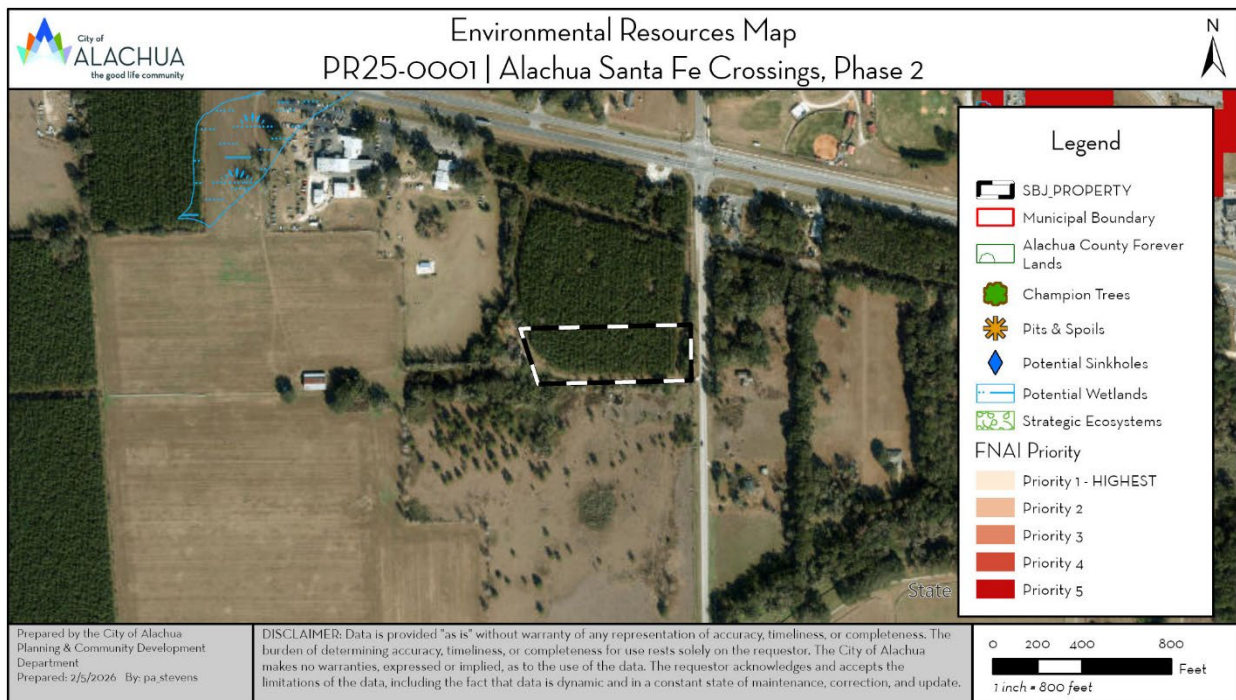 City of
ALACHUA
the good life community
Environmental Resources Map
PR25-0001 | Alachua Santa Fe Crossings, Phase 2
N
Legend
SBJ_PROPERTY
Municipal Boundary
Alachua County Forever
Lands
Champion Trees
Pits & Spoils
Potential Sinkholes
Potential Wetlands
Strategic Ecosystems
FNAI Priority
Priority 1 - HIGHEST
Priority 2
Priority 3
Priority 4
Priority 5
State
Prepared by the City of Alachua
Planning & Community Development
Department
Prepared: 2/5/2026 By: pa_stevens
DISCLAIMER: Data is provided "as is" without warranty of any representation of accuracy, timeliness, or completeness. The
burden of determining accuracy, timeliness, or completeness for use rests solely on the requestor. The City of Alachua
makes no warranties, expressed or implied, as to the use of the data. The requestor acknowledges and accepts the
limitations of the data, including the fact that data is dynamic and in a constant state of maintenance, correction, and update.
0 200 400 800
Feet
1 inch = 800 feet